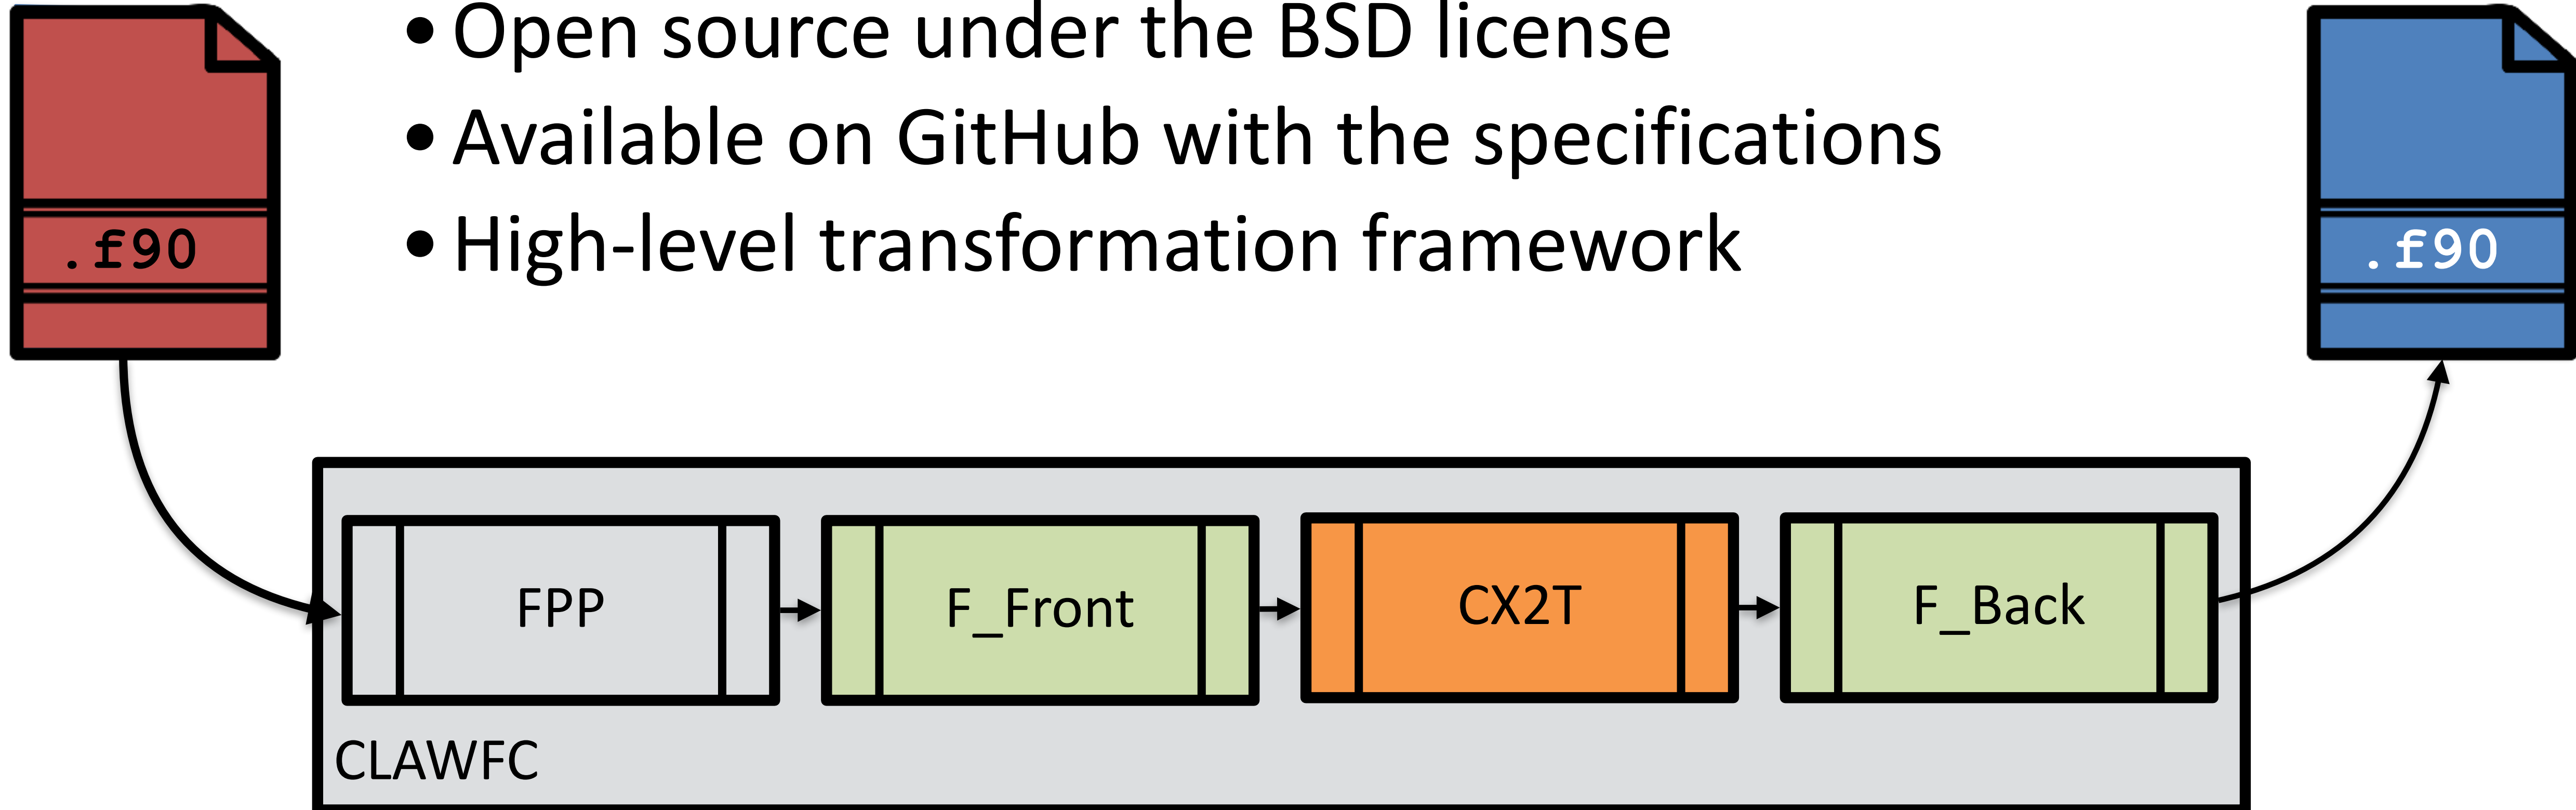 • Open source under the BSD license
• Available on GitHub with the specifications
• High-level transformation framework
.f90
.f90
FPP
F_Front
CX2T
F_Back
CLAWFC